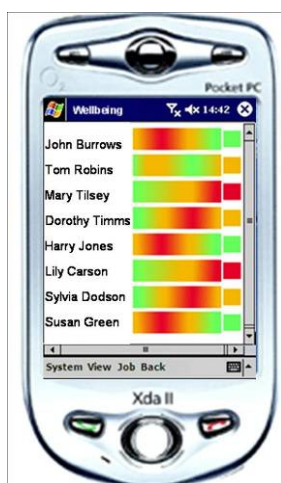 O2
Pocket PC
Wellbeing 14:42
John Burrows
Tom Robins
Mary Tilsey
Dorothy Timms
Harry Jones
Lily Carson
Sylvia Dodson
Susan Green
System View Job Back
Xda II